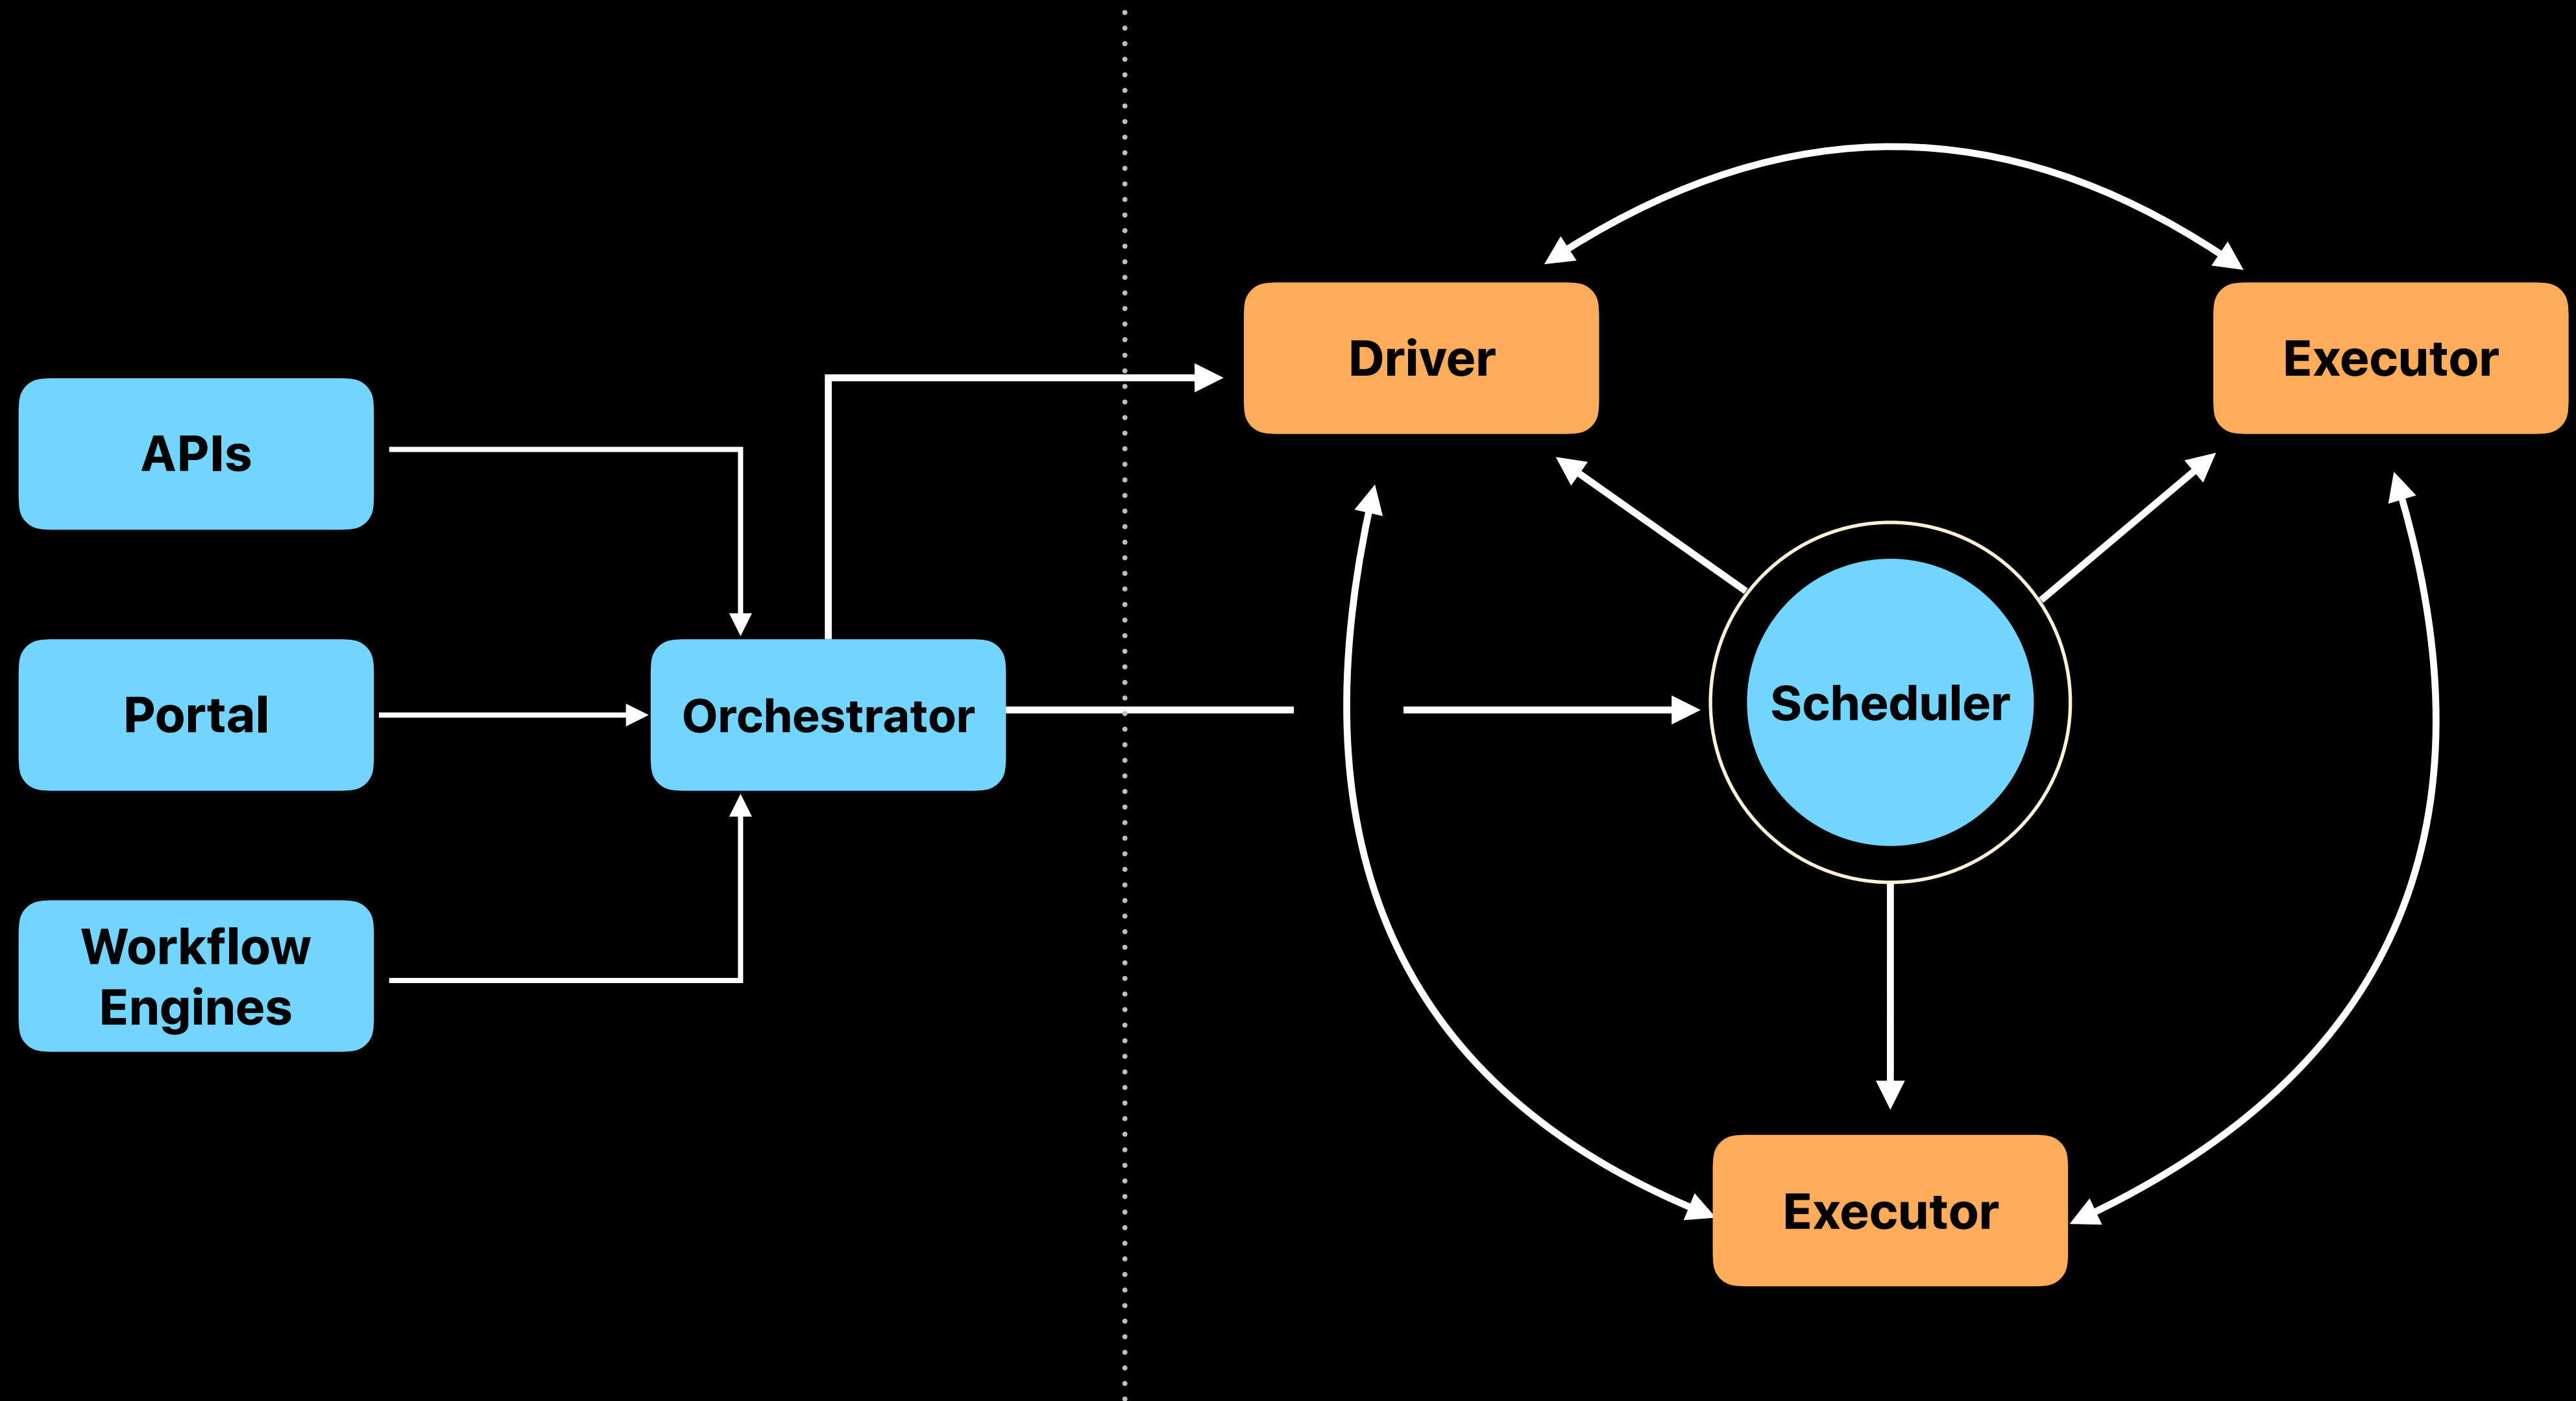 APIs
Portal
Workflow
Engines
Orchestrator
Driver
Executor
Scheduler
Executor